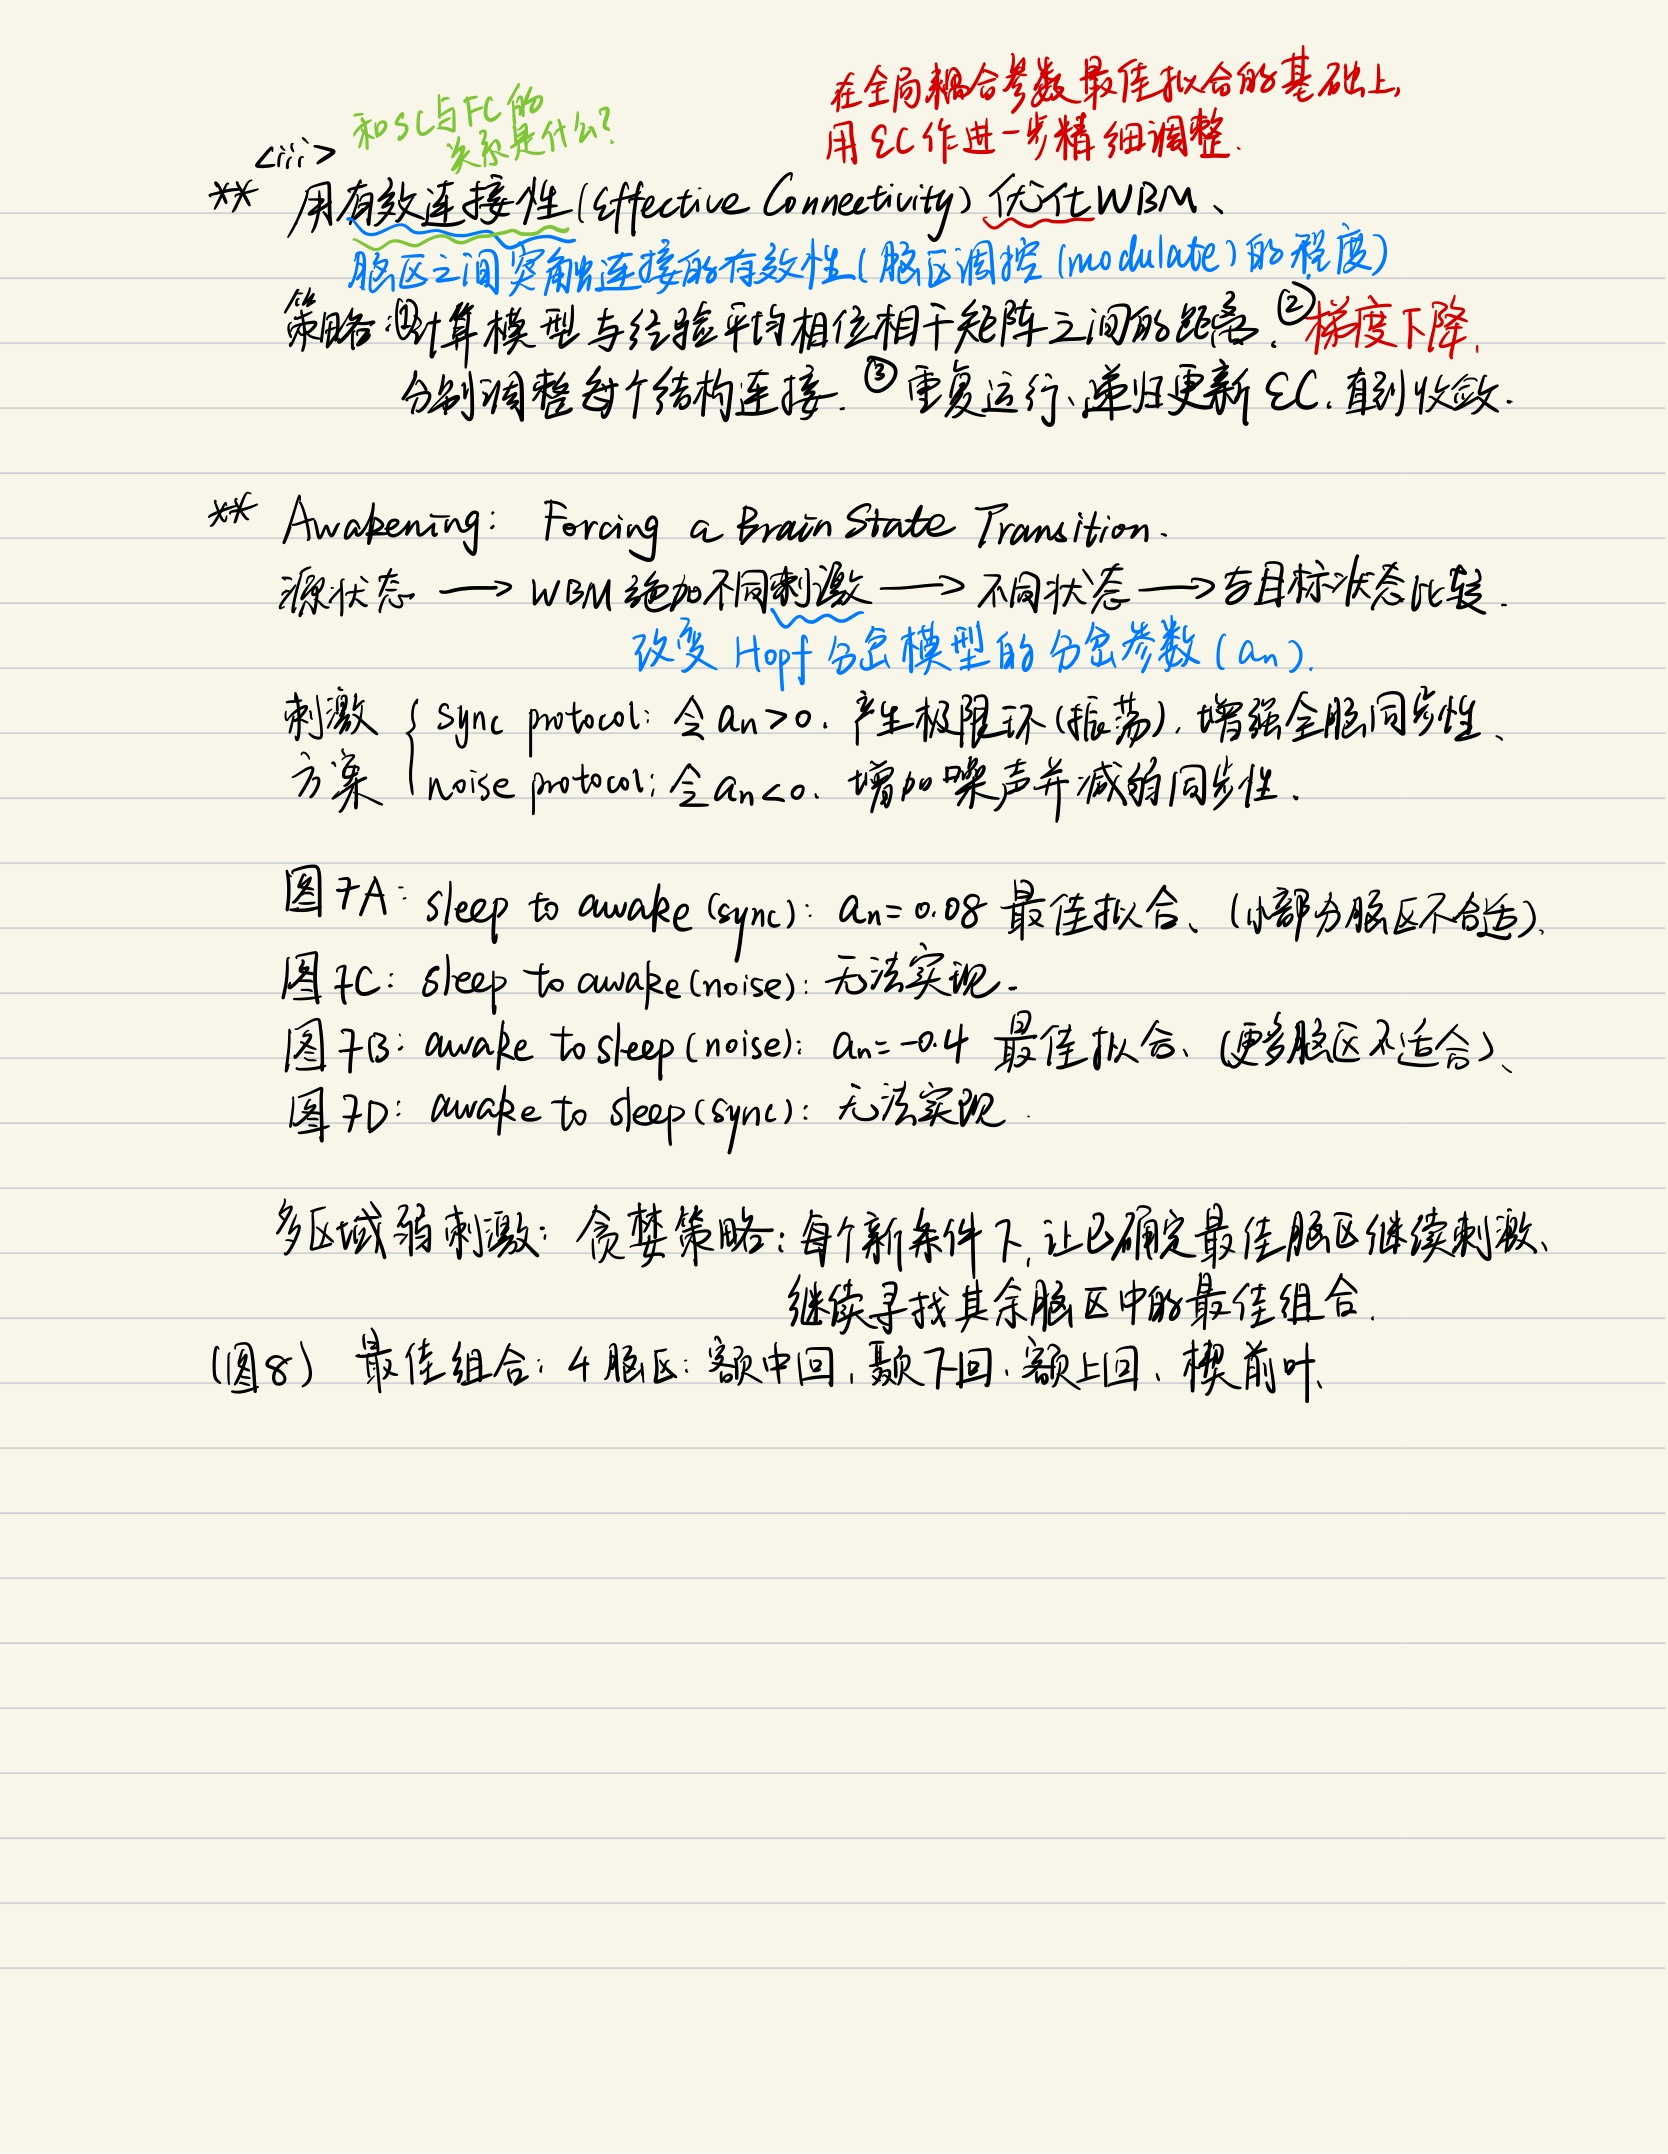 和SC与FC的
关系是什么?
在全局耦合参数最佳拟合的基础上,
用EC作进一步精细调整.
<iii>
** 用有效连接性(Effective Connectivity)优化WBM、
脑区之间突触连接的有效性(脑区调控(modulate)的程度)
策略:①计算模型与经验平均相位相干矩阵之间的距离. ②梯度下降,
分别调整每个结构连接. ③重复运行、递归更新EC.直到收敛.
** Awakening: Forcing a Brain State Transition.
源状态 → WBM施加不同刺激 → 不同状态 → 与目标状态比较.
改变Hopf分岔模型的分岔参数(an).
刺激 { sync protocol: 令an>0. 产生极限环(振荡), 增强全脑同步性、
方案 noise protocol: 令an<0. 增加噪声并减弱同步性.
图7A: sleep to awake (sync): an=0.08 最佳拟合、(小部分脑区不合适).
图7C: sleep to awake (noise): 无法实现.
图7B: awake to sleep (noise): an=-0.4 最佳拟合、(更多脑区不适合)、
图7D: awake to sleep (sync): 无法实现.
多区域弱刺激: 贪婪策略: 每个新条件下,让已确定最佳脑区继续刺激、
继续寻找其余脑区中的最佳组合.
(图8) 最佳组合: 4脑区: 额中回, 颞下回、额上回、楔前叶、